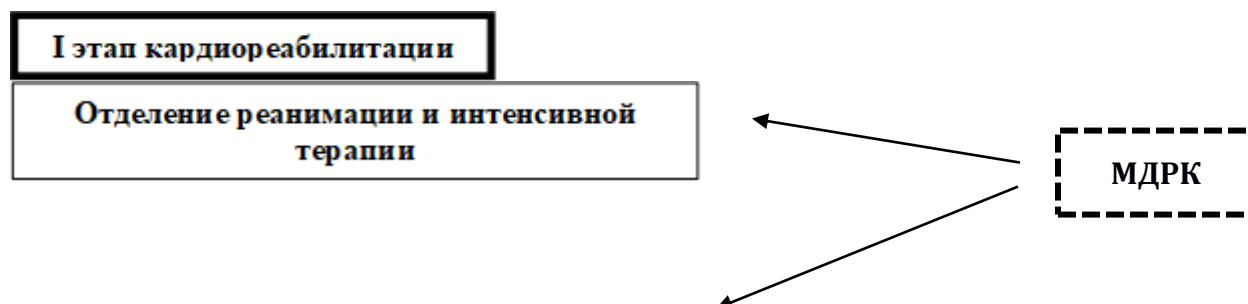 I этап кардиореабилитации
Отделение реанимации и интенсивной
терапии
МДРК